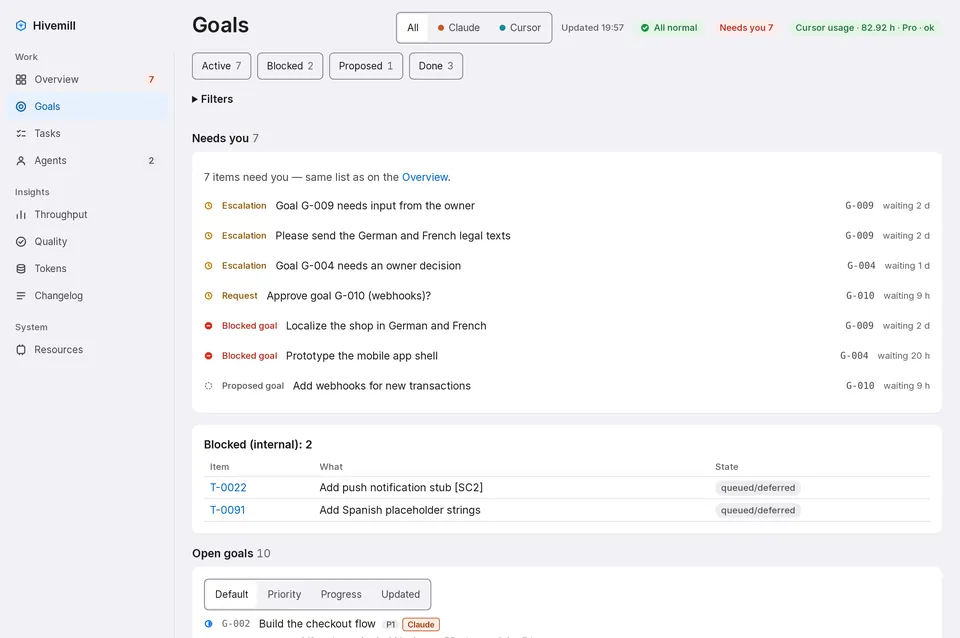 Hivemill
Work
Overview 7
Goals
Tasks
Agents 2
Insights
Throughput
Quality
Tokens
Changelog
System
Resources
Goals
All Claude Cursor Updated 19:57 All normal Needs you 7 Cursor usage · 82.92 h · Pro · ok
Active 7 Blocked 2 Proposed 1 Done 3
Filters
Needs you 7
7 items need you — same list as on the Overview.
Escalation Goal G-009 needs input from the owner G-009 waiting 2 d
Escalation Please send the German and French legal texts G-009 waiting 2 d
Escalation Goal G-004 needs an owner decision G-004 waiting 1 d
Request Approve goal G-010 (webhooks)? G-010 waiting 9 h
Blocked goal Localize the shop in German and French G-009 waiting 2 d
Blocked goal Prototype the mobile app shell G-004 waiting 20 h
Proposed goal Add webhooks for new transactions G-010 waiting 9 h
Blocked (internal): 2
Item What State
T-0022 Add push notification stub [SC2] queued/deferred
T-0091 Add Spanish placeholder strings queued/deferred
Open goals 10
Default Priority Progress Updated
G-002 Build the checkout flow P1 Claude